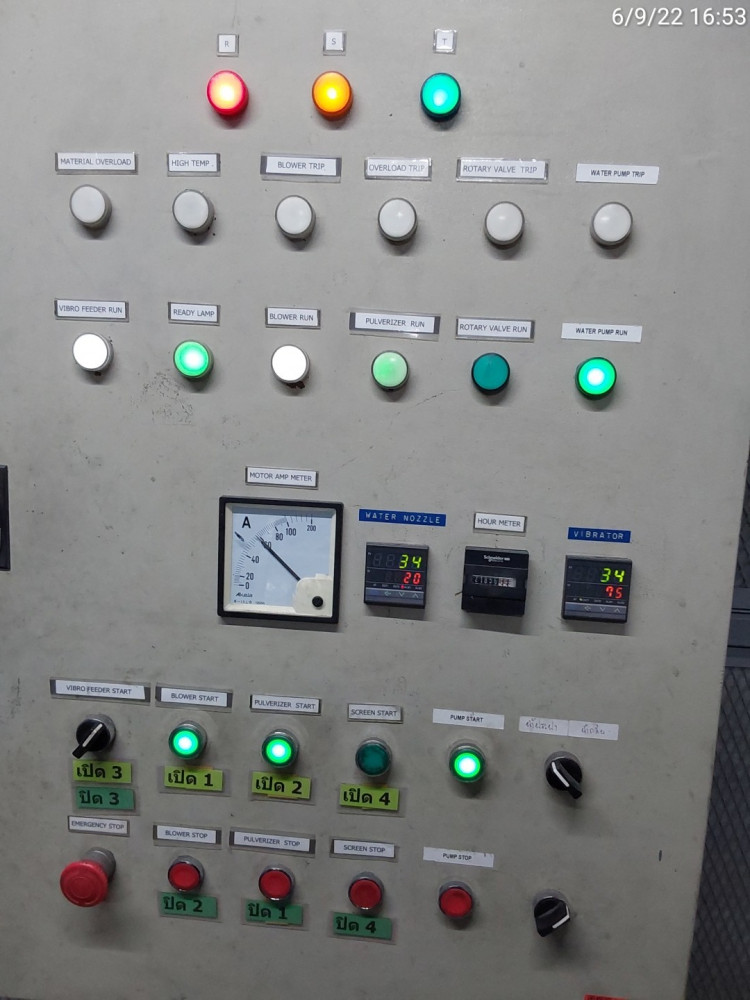 6/9/22 16:53
R
S
T
MATERIAL OVERLOAD
HIGH TEMP .
BLOWER TRIP
OVERLOAD TRIP
ROTARY VALVE TRIP
WATER PUMP TRIP
VIBRO FEEDER RUN
READY LAMP
BLOWER RUN
PULVERIZER RUN
ROTARY VALVE RUN
WATER PUMP RUN
MOTOR AMP METER
WATER NOZZLE
HOUR METER
VIBRATOR
A
0
20
40
60
80
100
200
34
20
Schneider
34
75
VIBRO FEEDER START
BLOWER START
PULVERIZER START
SCREEN START
PUMP START
เปิด 3
เปิด 1
เปิด 2
เปิด 4
ปิด 3
EMERGENCY STOP
BLOWER STOP
PULVERIZER STOP
SCREEN STOP
PUMP STOP
ปิด 2
ปิด 1
ปิด 4